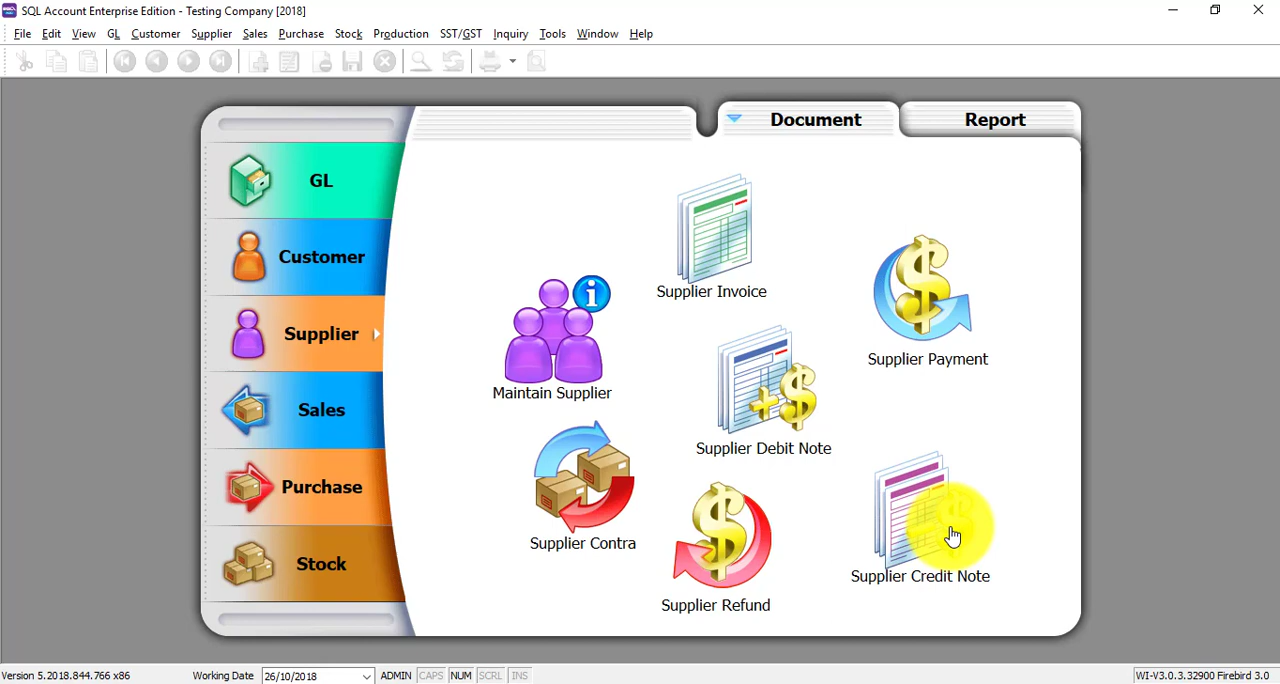 SQL Account Enterprise Edition - Testing Company [2018]
File Edit View GL Customer Supplier Sales Purchase Stock Production SST/GST Inquiry Tools Window Help
Document
Report
GL
Customer
Supplier
Sales
Purchase
Stock
Supplier Invoice
Supplier Payment
Maintain Supplier
Supplier Debit Note
Supplier Contra
Supplier Credit Note
Supplier Refund
Version 5.2018.844.766 x86 Working Date 26/10/2018 ADMIN CAPS NUM SCRL INS WI-V3.0.3.32900 Firebird 3.0